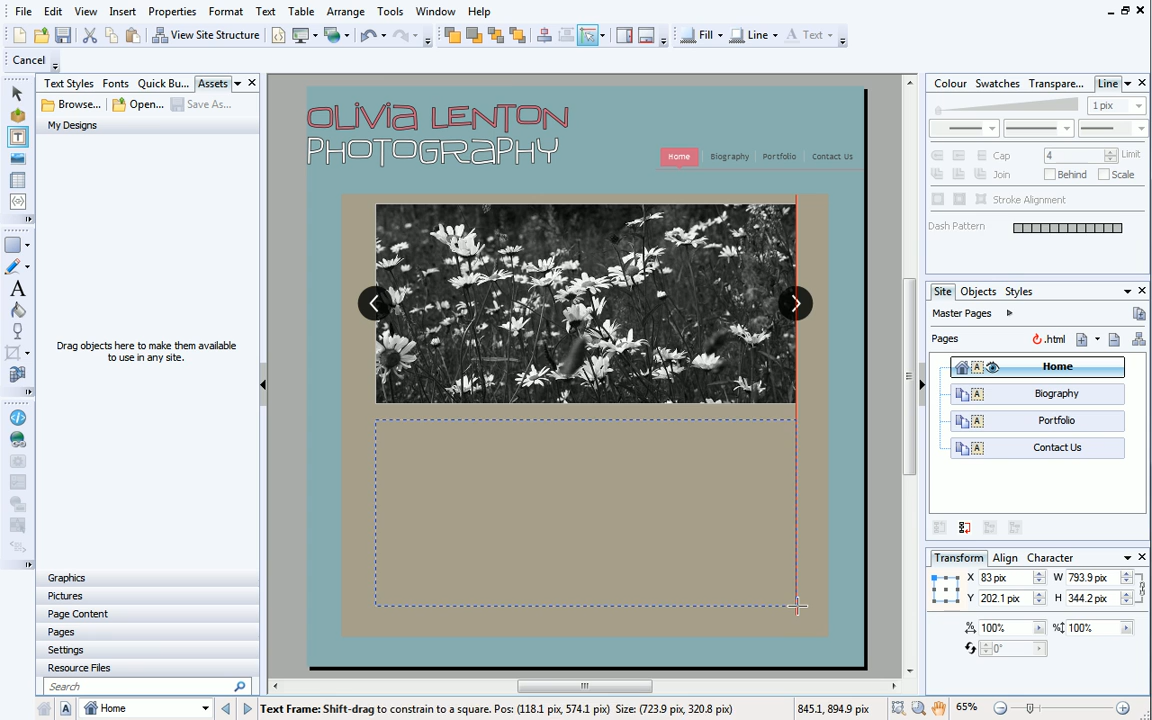 File Edit View Insert Properties Format Text Table Arrange Tools Window Help
View Site Structure Fill Line Text
Cancel
Text Styles Fonts Quick Bu... Assets
Browse... Open... Save As...
My Designs
Drag objects here to make them available
to use in any site.
Graphics
Pictures
Page Content
Pages
Settings
Resource Files
Search
OLIVIA LENTON
PHOTOGRAPHY
Home Biography Portfolio Contact Us
Colour Swatches Transpare... Line
1 pix
Cap 4 Limit
Join Behind Scale
Stroke Alignment
Dash Pattern
Site Objects Styles
Master Pages
Pages .html
Home
Biography
Portfolio
Contact Us
Transform Align Character
X 83 pix W 793.9 pix
Y 202.1 pix H 344.2 pix
% 100% % 100%
0°
A Home Text Frame: Shift-drag to constrain to a square. Pos: (118.1 pix, 574.1 pix) Size: (723.9 pix, 320.8 pix) 845.1, 894.9 pix 65%